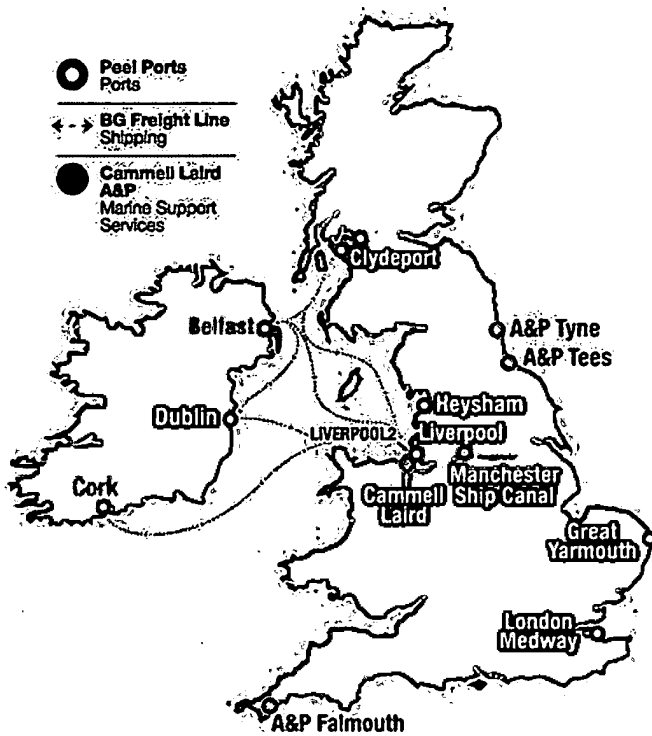 Peel Ports
Ports
BG Freight Line
Shipping
Cammell Laird
A&P
Marine Support
Services
Clydeport
Belfast
A&P Tyne
A&P Tees
Heysham
Dublin
LIVERPOOL2
Liverpool
Manchester
Ship Canal
Cork
Cammell
Laird
Great
Yarmouth
London
Medway
A&P Falmouth